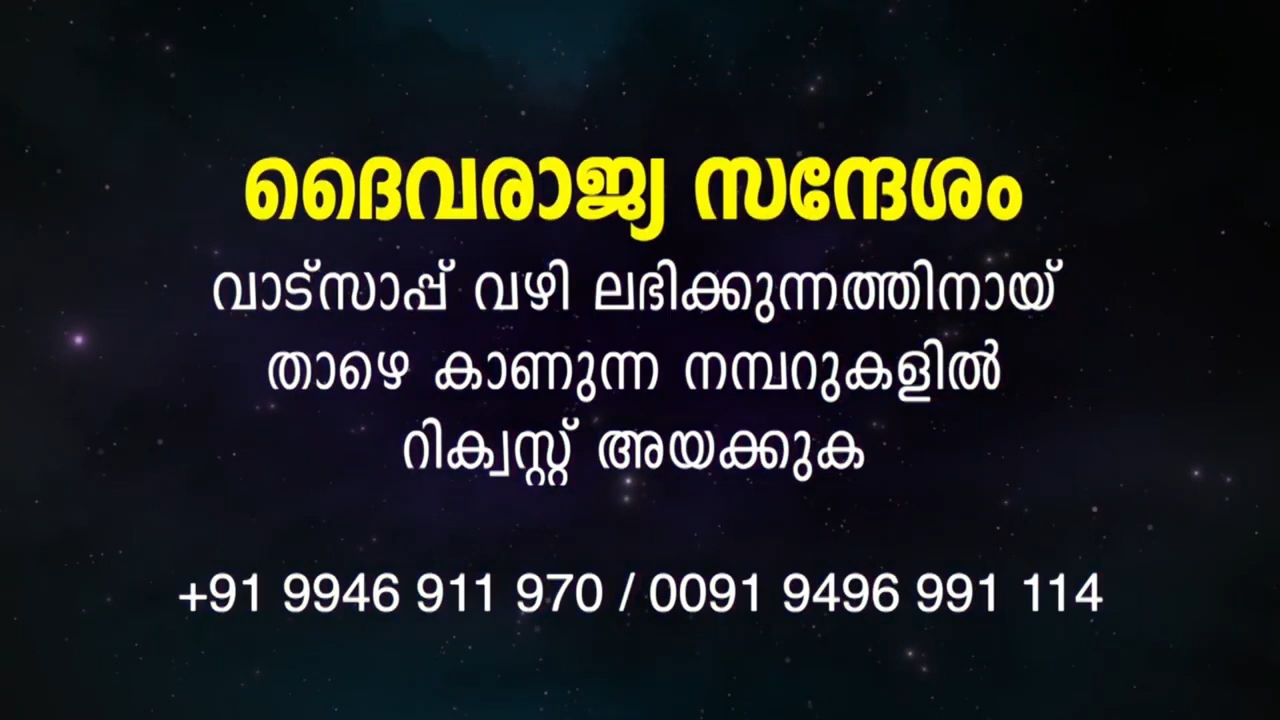 ദൈവരാജ്യ സന്ദേശം
വാട്സാപ്പ് വഴി ലഭിക്കുന്നത്തിനായ്
താഴെ കാണുന്ന നമ്പറുകളിൽ
റിക്വസ്റ്റ് അയക്കുക
+91 9946 911 970 / 0091 9496 991 114